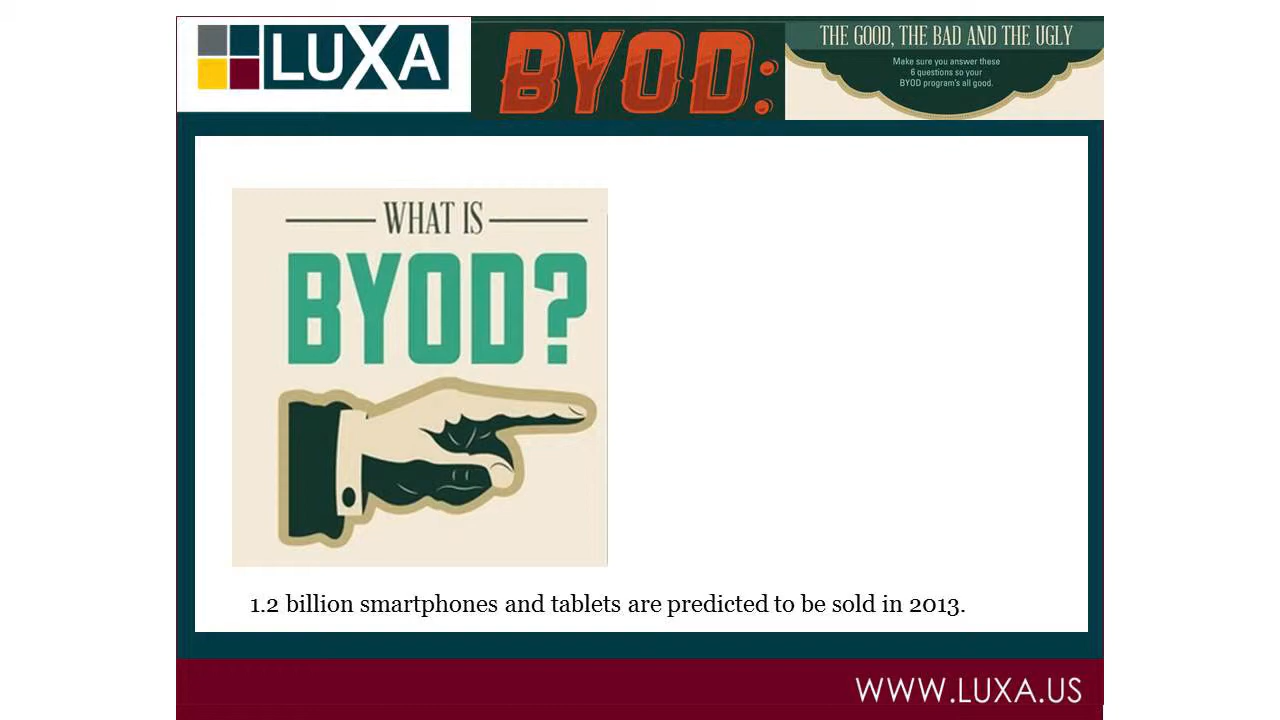 LUXA
BYOD:
THE GOOD, THE BAD AND THE UGLY
Make sure you answer these
6 questions so your
BYOD program's all good.
WHAT IS
BYOD?
1.2 billion smartphones and tablets are predicted to be sold in 2013.
WWW.LUXA.US